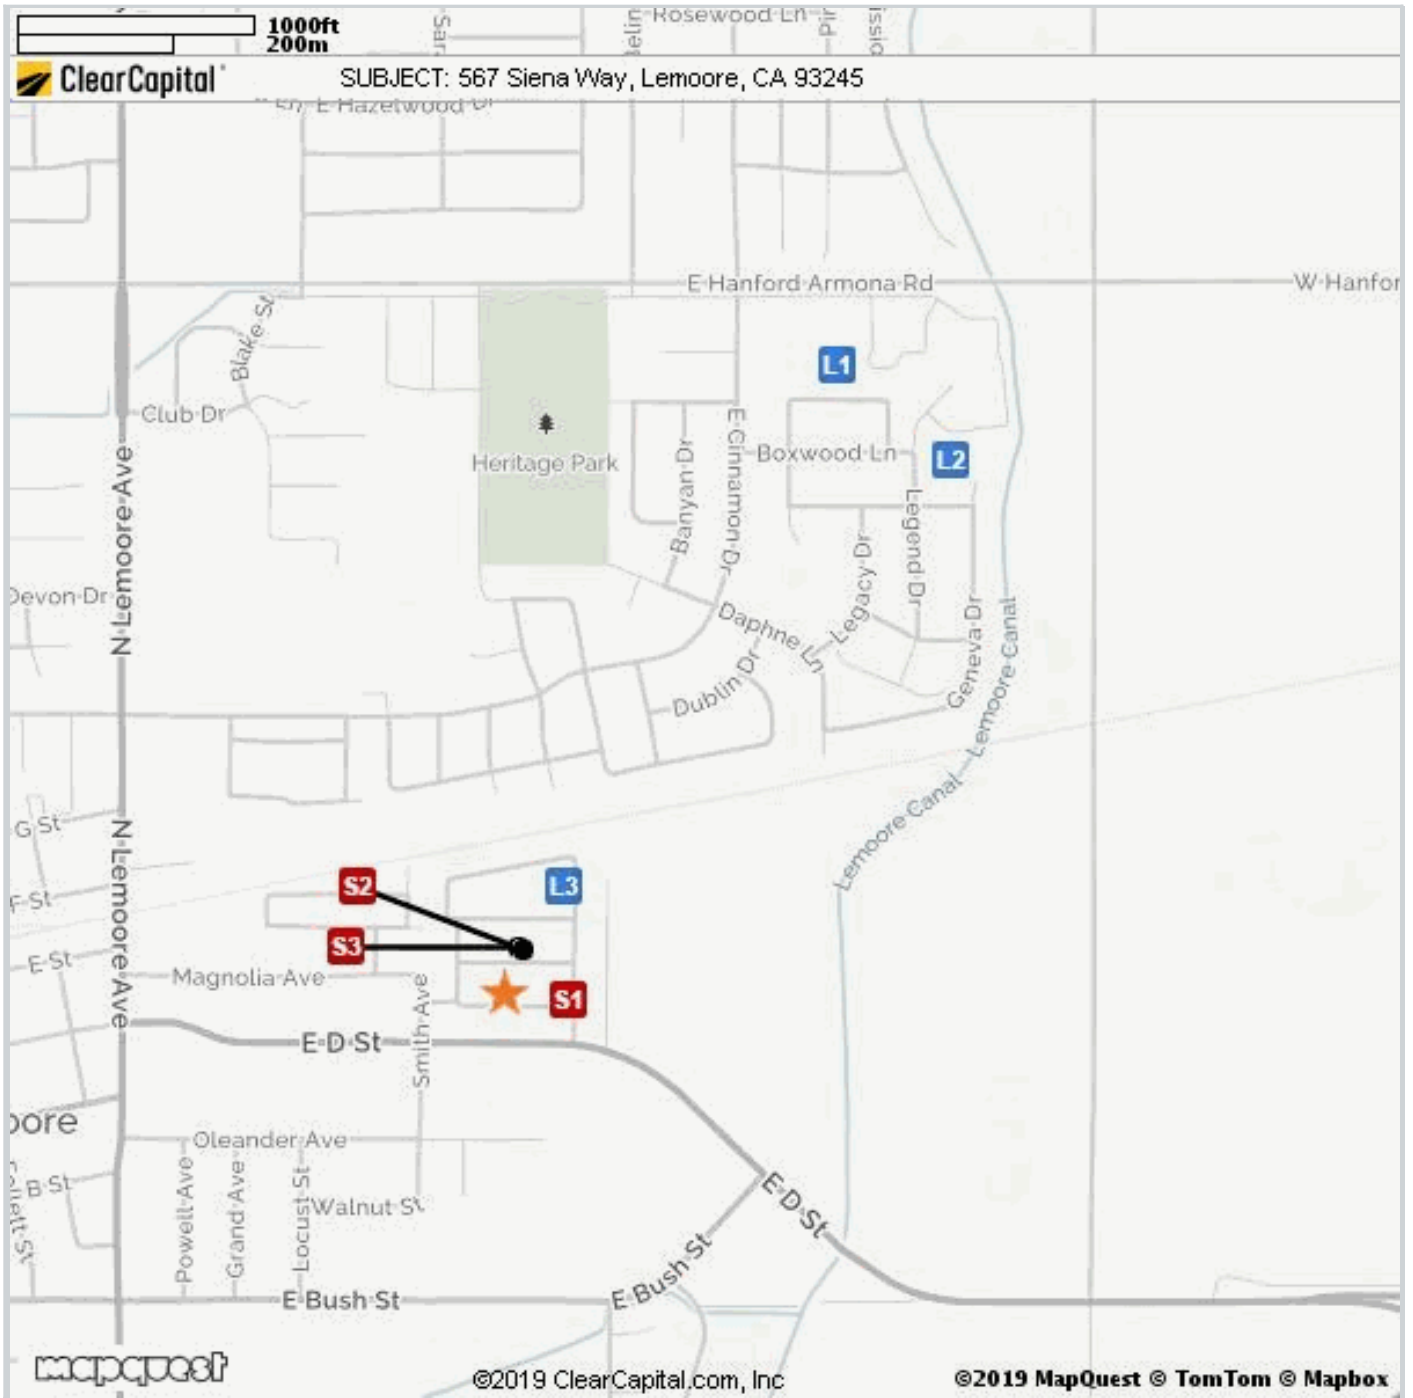 Rosewood Ln
1000ft
200m
ClearCapital
SUBJECT: 567 Siena Way, Lemoore, CA 93245
E Hazelwood Dr
E Hanford Armona Rd
W Hanfor
Blake St
L1
Club Dr
Heritage Park
Banyan Dr
E Cinnamon Dr
Boxwood Ln
L2
N Lemoore Ave
Legend Dr
Legacy Dr
Devon Dr
Daphne Ln
Geneva Dr
Lemoore Canal
Dublin Dr
Lemoore Canal
Lemoore Canal
G St
N Lemoore Ave
F St
S2
L3
E St
S3
Magnolia Ave
S1
Smith Ave
E D St
oore
Oleander Ave
B St
Powell Ave
Grand Ave
Locust St
Walnut St
E D St
E Bush St
E Bush St
mapquest
©2019 ClearCapital.com, Inc
©2019 MapQuest © TomTom © Mapbox